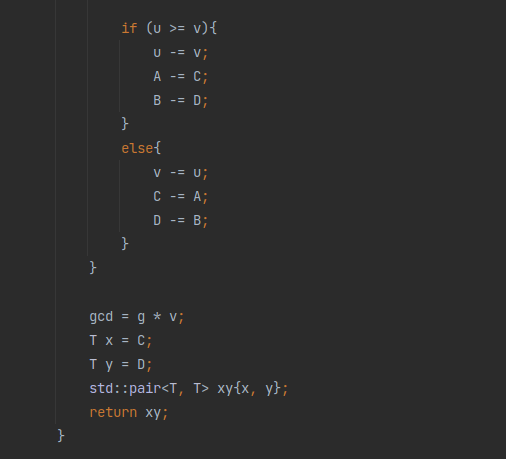 if (u >= v){
u -= v;
A -= C;
B -= D;
}
else{
v -= u;
C -= A;
D -= B;
}
}
gcd = g * v;
T x = C;
T y = D;
std::pair<T, T> xy{x, y};
return xy;
}